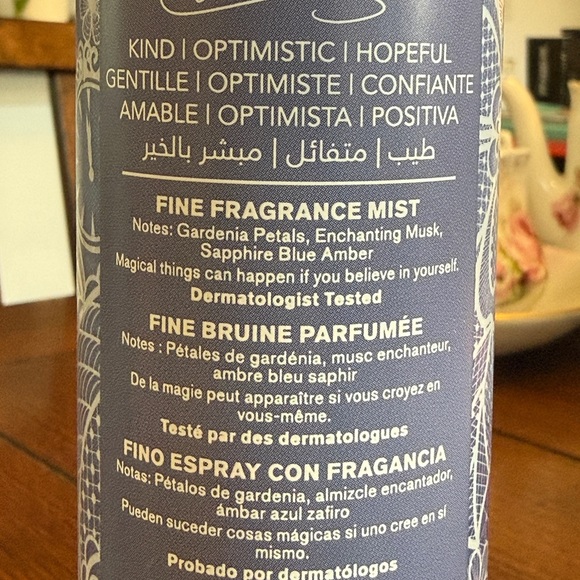 KIND | OPTIMISTIC | HOPEFUL
GENTILLE | OPTIMISTE | CONFIANTE
AMABLE | OPTIMISTA | POSITIVA
طيب | متفائل | مبشر بالخير
FINE FRAGRANCE MIST
Notes: Gardenia Petals, Enchanting Musk,
Sapphire Blue Amber
Magical things can happen if you believe in yourself.
Dermatologist Tested
FINE BRUINE PARFUMÉE
Notes : Pétales de gardénia, musc enchanteur,
ambre bleu saphir
De la magie peut apparaître si vous croyez en
vous-même.
Testé par des dermatologues
FINO ESPRAY CON FRAGANCIA
Notas: Pétalos de gardenia, almizcle encantador,
ámbar azul zafiro
Pueden suceder cosas mágicas si uno cree en sí
mismo.
Probado por dermatólogos